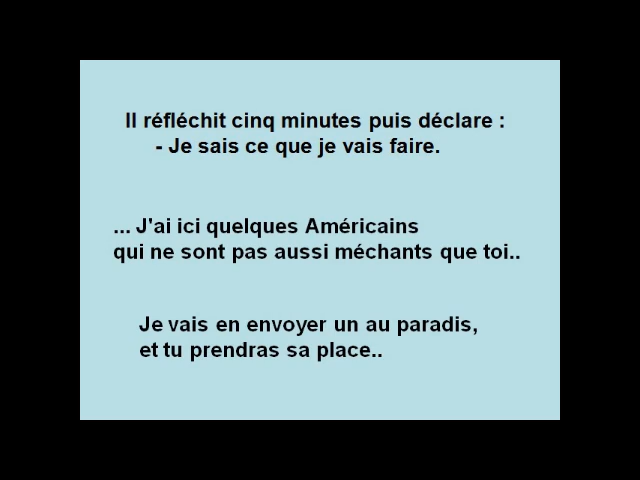 Il réfléchit cinq minutes puis déclare :
- Je sais ce que je vais faire.
... J'ai ici quelques Américains
qui ne sont pas aussi méchants que toi..
Je vais en envoyer un au paradis,
et tu prendras sa place..